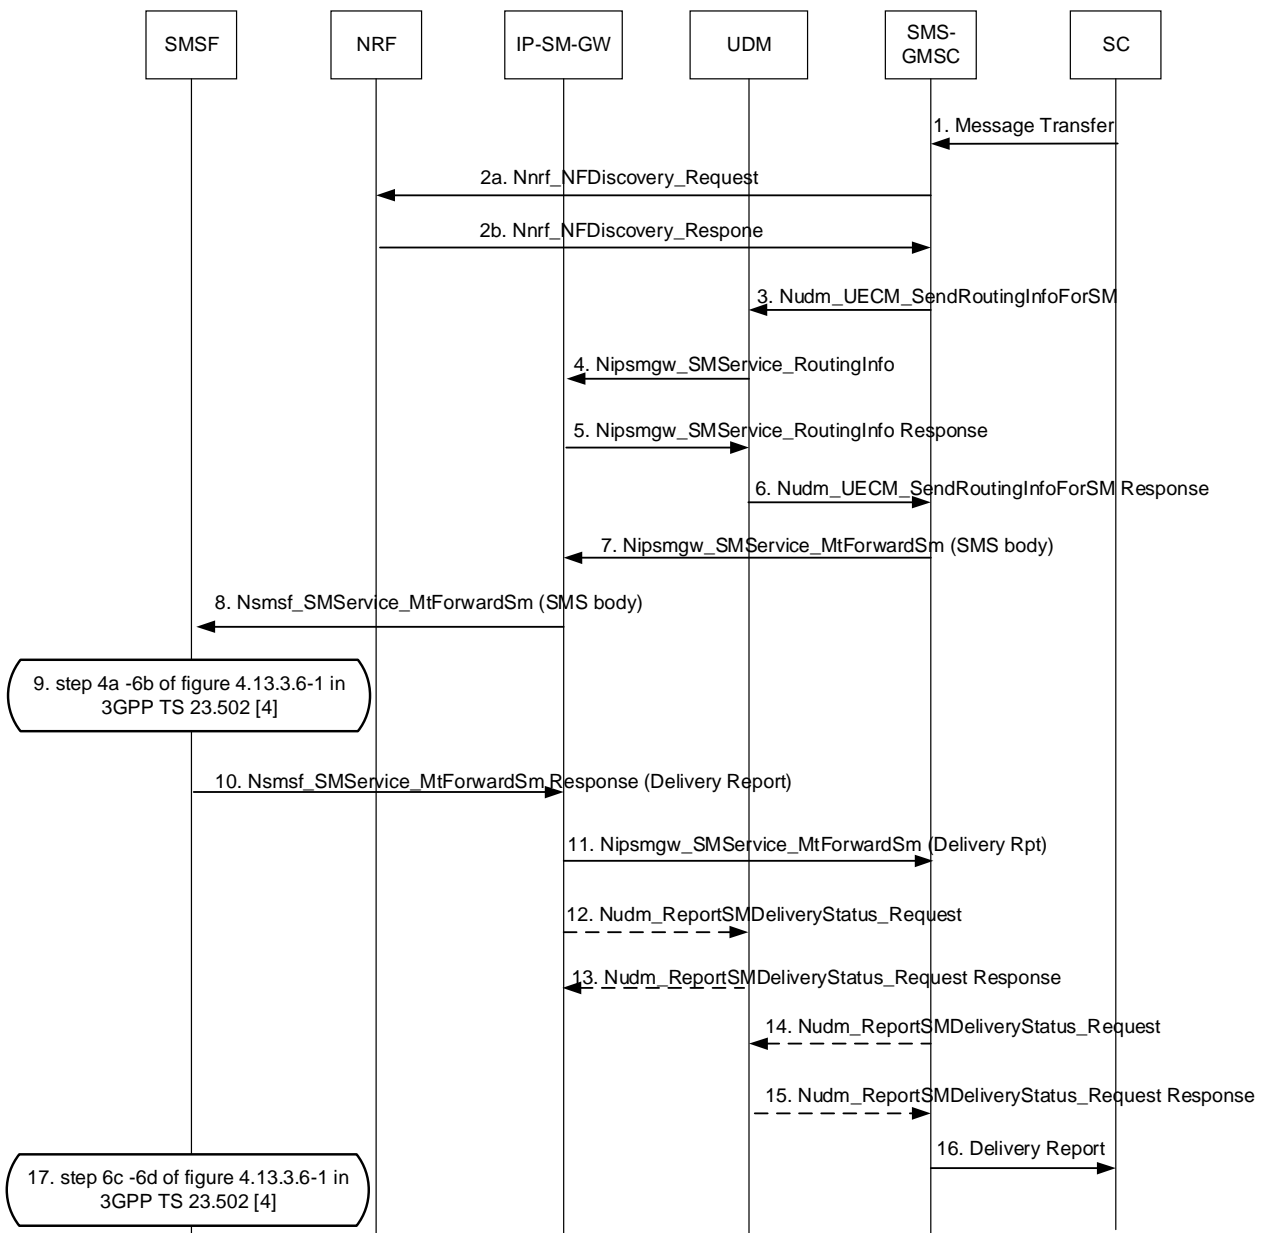 SMSF
NRF
IP-SM-GW
UDM
SMS-
GMSC
SC
1. Message Transfer
2a. Nnrf_NFDiscovery_Request
2b. Nnrf_NFDiscovery_Respone
3. Nudm_UECM_SendRoutingInfoForSM
4. Nipsmgw_SMService_RoutingInfo
5. Nipsmgw_SMService_RoutingInfo Response
6. Nudm_UECM_SendRoutingInfoForSM Response
7. Nipsmgw_SMService_MtForwardSm (SMS body)
8. Nsmsf_SMService_MtForwardSm (SMS body)
9. step 4a -6b of figure 4.13.3.6-1 in
3GPP TS 23.502 [4]
10. Nsmsf_SMService_MtForwardSm Response (Delivery Report)
11. Nipsmgw_SMService_MtForwardSm (Delivery Rpt)
12. Nudm_ReportSMDeliveryStatus_Request
13. Nudm_ReportSMDeliveryStatus_Request Response
14. Nudm_ReportSMDeliveryStatus_Request
15. Nudm_ReportSMDeliveryStatus_Request Response
16. Delivery Report
17. step 6c -6d of figure 4.13.3.6-1 in
3GPP TS 23.502 [4]